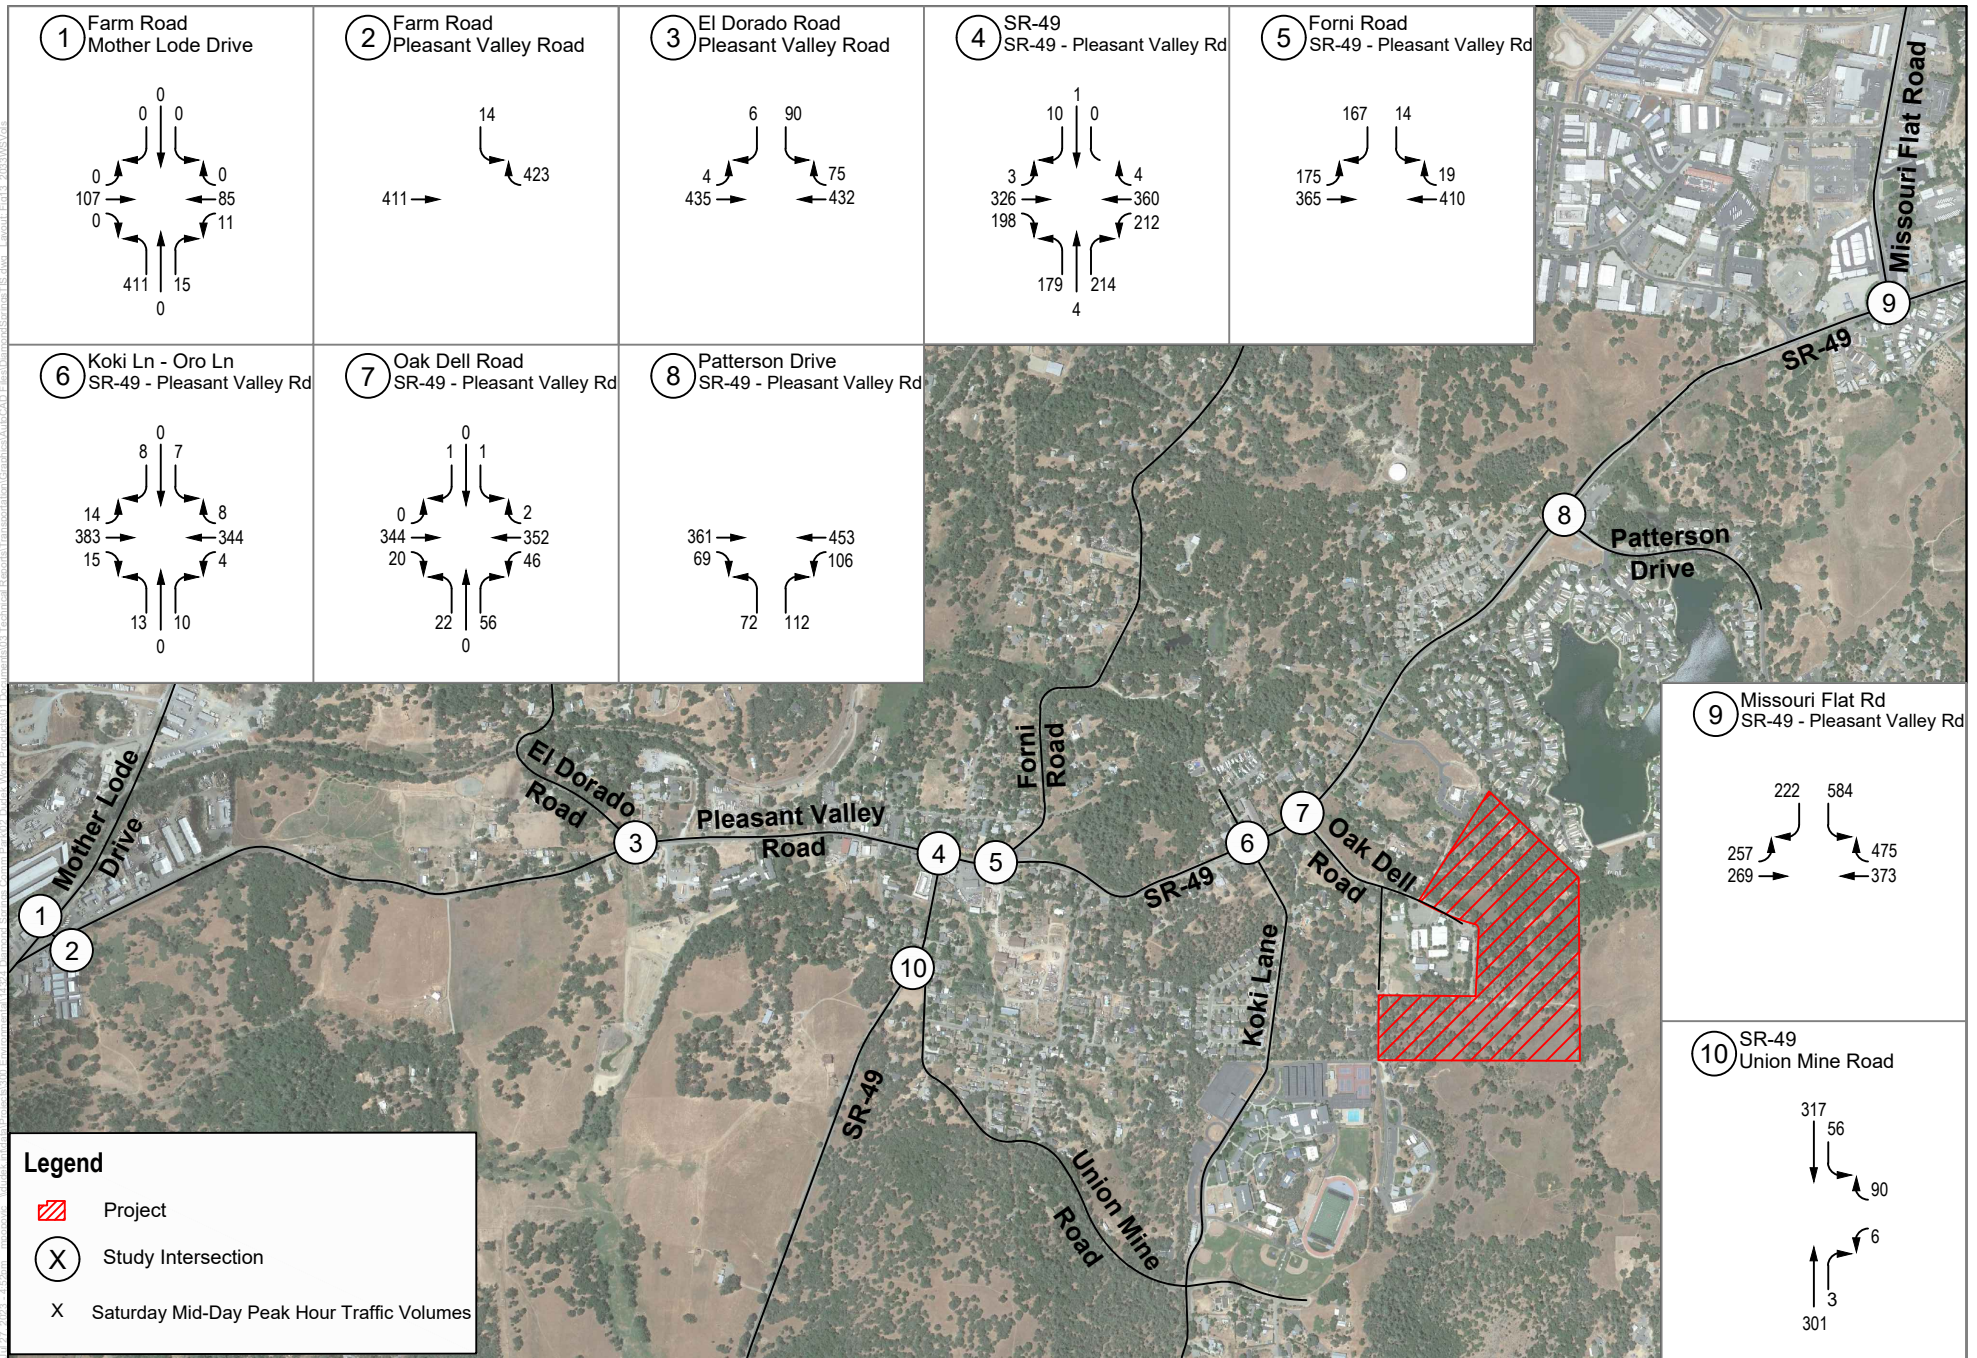 1
Farm Road
Mother Lode Drive
0
0 0
0 0
107 85
0 11
411 15
0
2
Farm Road
Pleasant Valley Road
14
423
411
3
El Dorado Road
Pleasant Valley Road
6 90
4 75
435 432
4
SR-49
SR-49 - Pleasant Valley Rd
1
10 0
3 4
326 360
198 212
179 214
4
5
Forni Road
SR-49 - Pleasant Valley Rd
167 14
175 19
365 410
6
Koki Ln - Oro Ln
SR-49 - Pleasant Valley Rd
0
8 7
14 8
383 344
15 4
13 10
0
7
Oak Dell Road
SR-49 - Pleasant Valley Rd
0
1 1
0 2
344 352
20 46
22 56
0
8
Patterson Drive
SR-49 - Pleasant Valley Rd
361 453
69 106
72 112
Missouri Flat Road
9
SR-49
8
Patterson
Drive
9
Missouri Flat Rd
SR-49 - Pleasant Valley Rd
222 584
257 475
269 373
10
SR-49
Union Mine Road
317
56
90
6
3
301
Mother Lode
Drive
1
2
El Dorado
Road
3
Pleasant Valley
Road
4
5
Forni
Road
SR-49
6
7
Oak Dell
Road
Koki Lane
10
SR-49
Union Mine
Road
Legend
Project
X Study Intersection
X Saturday Mid-Day Peak Hour Traffic Volumes